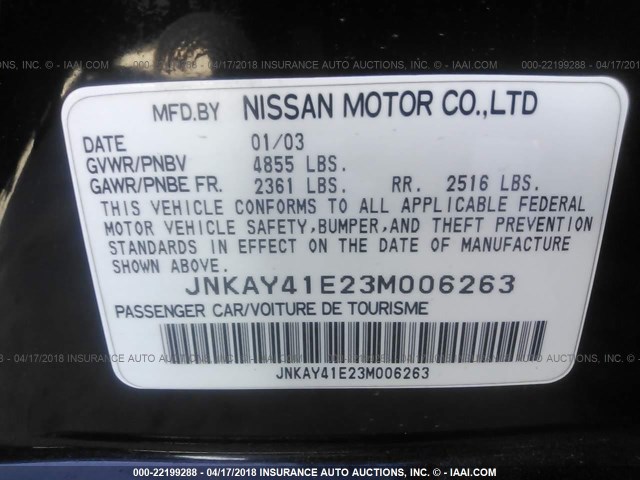 000-22199288 - 04/17/2018 INSURANCE AUTO AUCTIONS - © - IAAI.COM
MFD.BY NISSAN MOTOR CO.,LTD
DATE 01/03
GVWR/PNBV 4855 LBS.
GAWR/PNBE FR. 2361 LBS. RR. 2516 LBS.
THIS VEHICLE CONFORMS TO ALL APPLICABLE FEDERAL
MOTOR VEHICLE SAFETY,BUMPER,AND THEFT PREVENTION
STANDARDS IN EFFECT ON THE DATE OF MANUFACTURE
SHOWN ABOVE. JNKAY41E23M006263
PASSENGER CAR/VOITURE DE TOURISME
JNKAY41E23M006263
000-22199288 - 04/17/2018 INSURANCE AUTO AUCTIONS - © - IAAI.COM